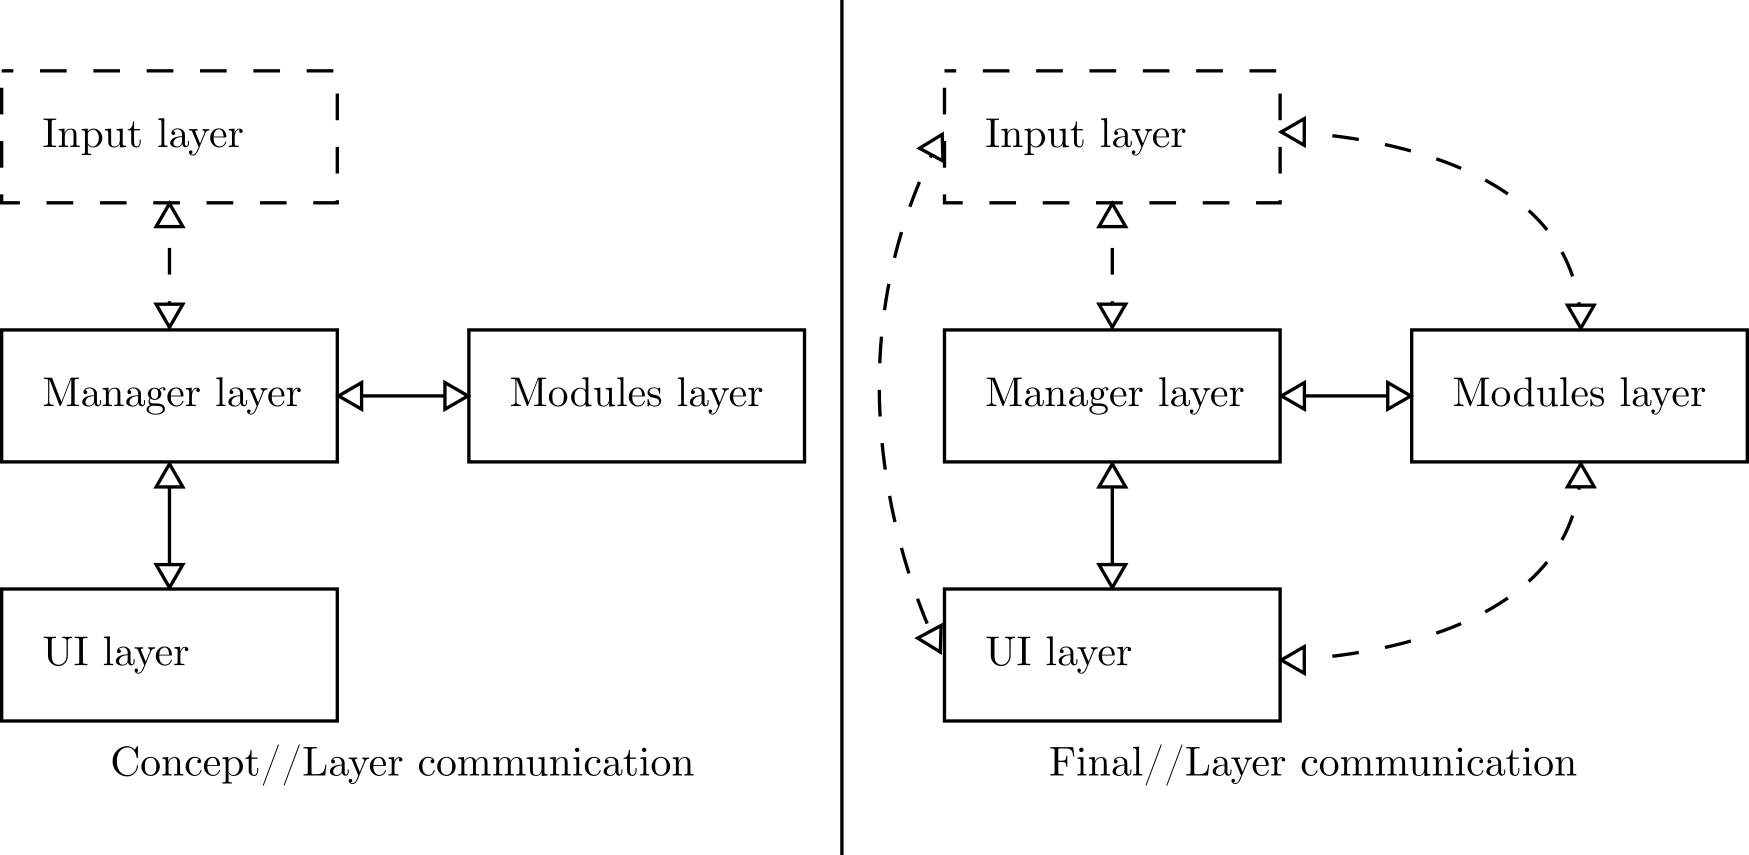 Input layer
Manager layer
Modules layer
UI layer
Concept//Layer communication
Input layer
Manager layer
Modules layer
UI layer
Final//Layer communication